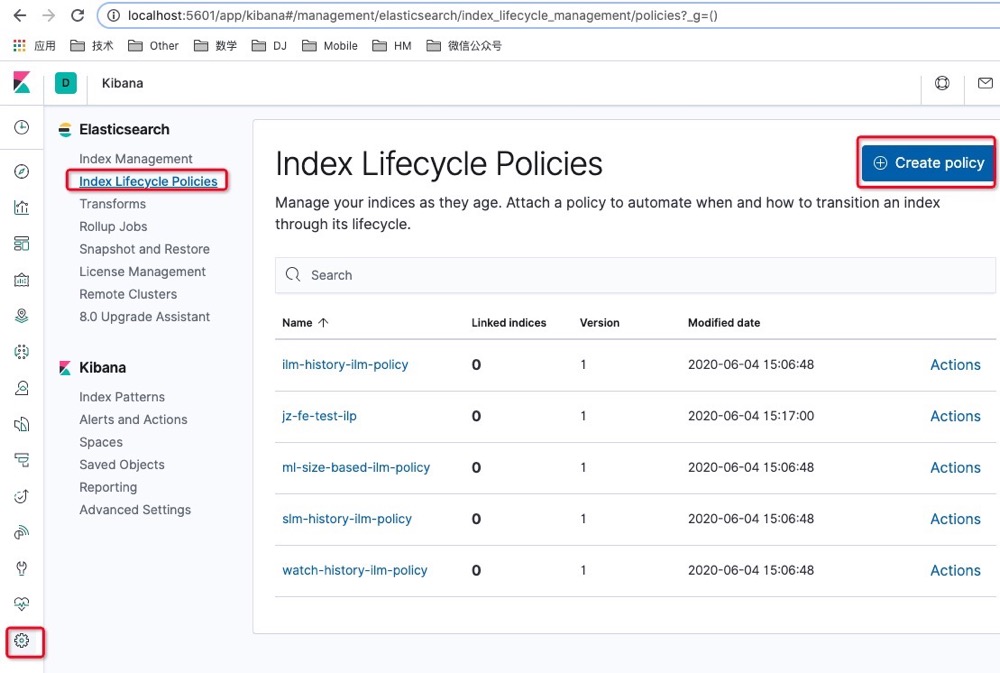 localhost:5601/app/kibana#/management/elasticsearch/index_lifecycle_management/policies?_g=()
应用 技术 Other 数学 DJ Mobile HM 微信公众号
D Kibana
Elasticsearch
Index Management
Index Lifecycle Policies
Transforms
Rollup Jobs
Snapshot and Restore
License Management
Remote Clusters
8.0 Upgrade Assistant
Kibana
Index Patterns
Alerts and Actions
Spaces
Saved Objects
Reporting
Advanced Settings
Index Lifecycle Policies
Create policy
Manage your indices as they age. Attach a policy to automate when and how to transition an index
through its lifecycle.
Search
Name Linked indices Version Modified date
ilm-history-ilm-policy 0 1 2020-06-04 15:06:48 Actions
jz-fe-test-ilp 0 1 2020-06-04 15:17:00 Actions
ml-size-based-ilm-policy 0 1 2020-06-04 15:06:48 Actions
slm-history-ilm-policy 0 1 2020-06-04 15:06:48 Actions
watch-history-ilm-policy 0 1 2020-06-04 15:06:48 Actions